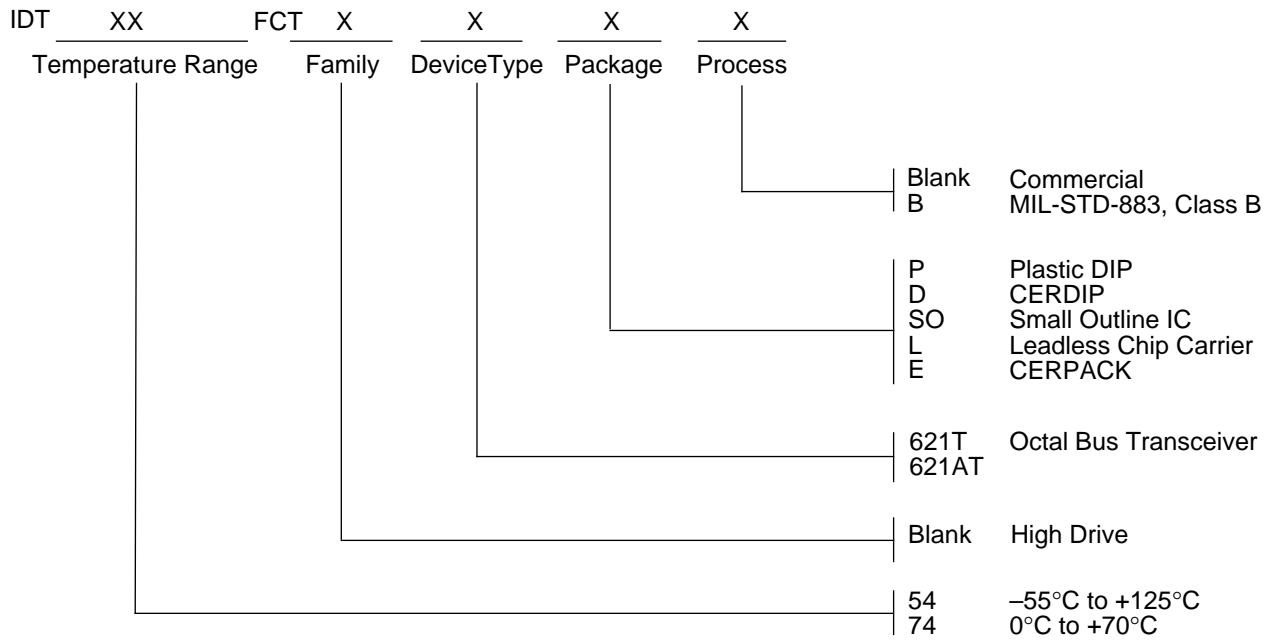 IDT XX FCT X X X X
Temperature Range Family DeviceType Package Process
Blank Commercial
B MIL-STD-883, Class B
P Plastic DIP
D CERDIP
SO Small Outline IC
L Leadless Chip Carrier
E CERPACK
621T Octal Bus Transceiver
621AT
Blank High Drive
54 –55°C to +125°C
74 0°C to +70°C